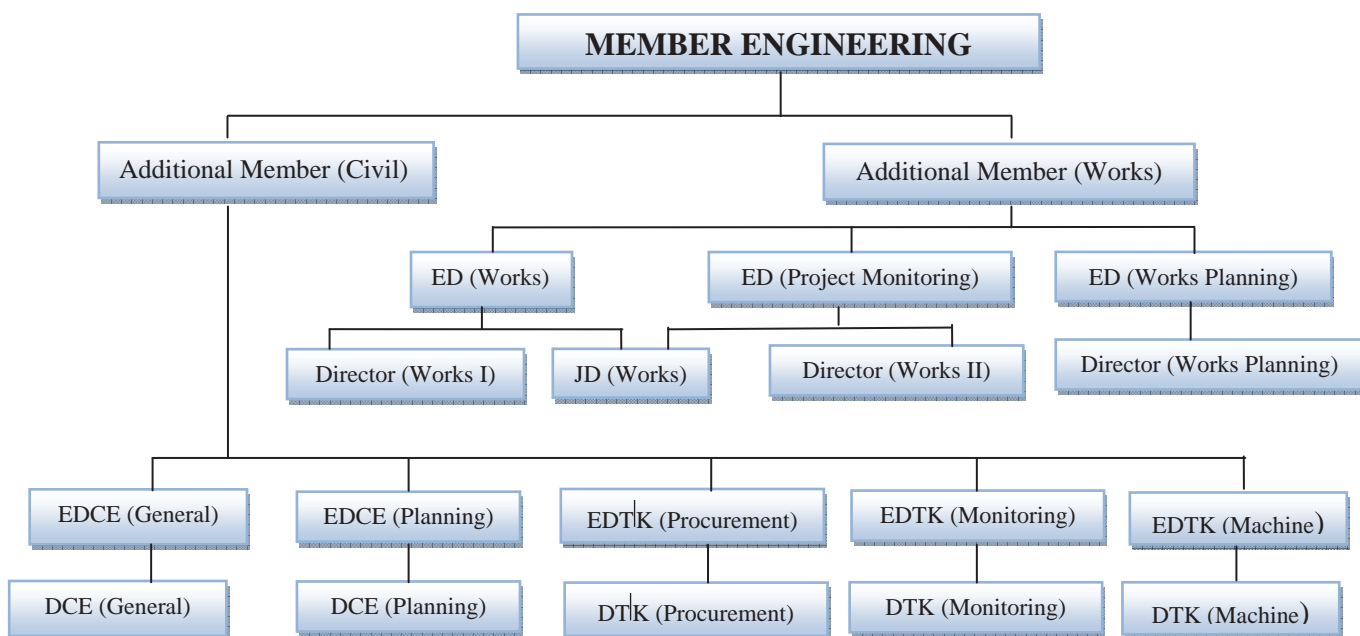 MEMBER ENGINEERING
Additional Member (Civil)
Additional Member (Works)
ED (Works)
ED (Project Monitoring)
ED (Works Planning)
Director (Works I)
JD (Works)
Director (Works II)
Director (Works Planning)
EDCE (General)
EDCE (Planning)
EDTK (Procurement)
EDTK (Monitoring)
EDTK (Machine)
DCE (General)
DCE (Planning)
DTK (Procurement)
DTK (Monitoring)
DTK (Machine)